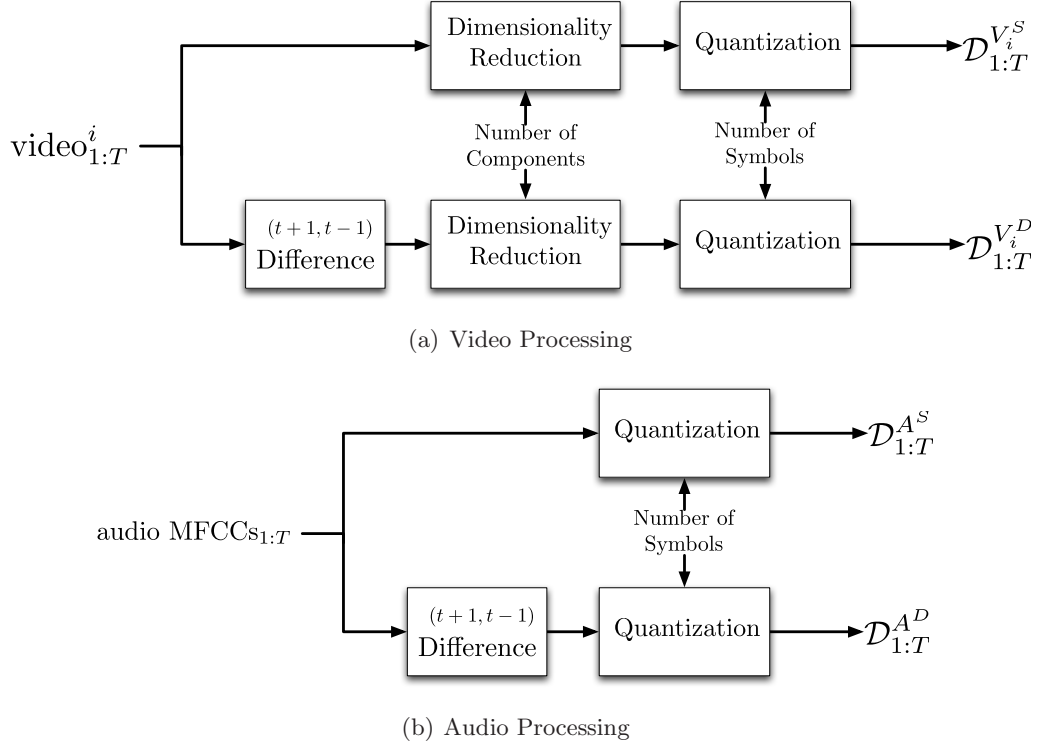 Dimensionality
Reduction
Quantization
$\mathcal{D}_{1:T}^{V_i^S}$
video$_{1:T}^{i}$
Number of
Components
Number of
Symbols
$(t+1, t-1)$
Difference
Dimensionality
Reduction
Quantization
$\mathcal{D}_{1:T}^{V_i^D}$
(a) Video Processing
Quantization
$\mathcal{D}_{1:T}^{A^S}$
audio MFCCs$_{1:T}$
Number of
Symbols
$(t+1, t-1)$
Difference
Quantization
$\mathcal{D}_{1:T}^{A^D}$
(b) Audio Processing